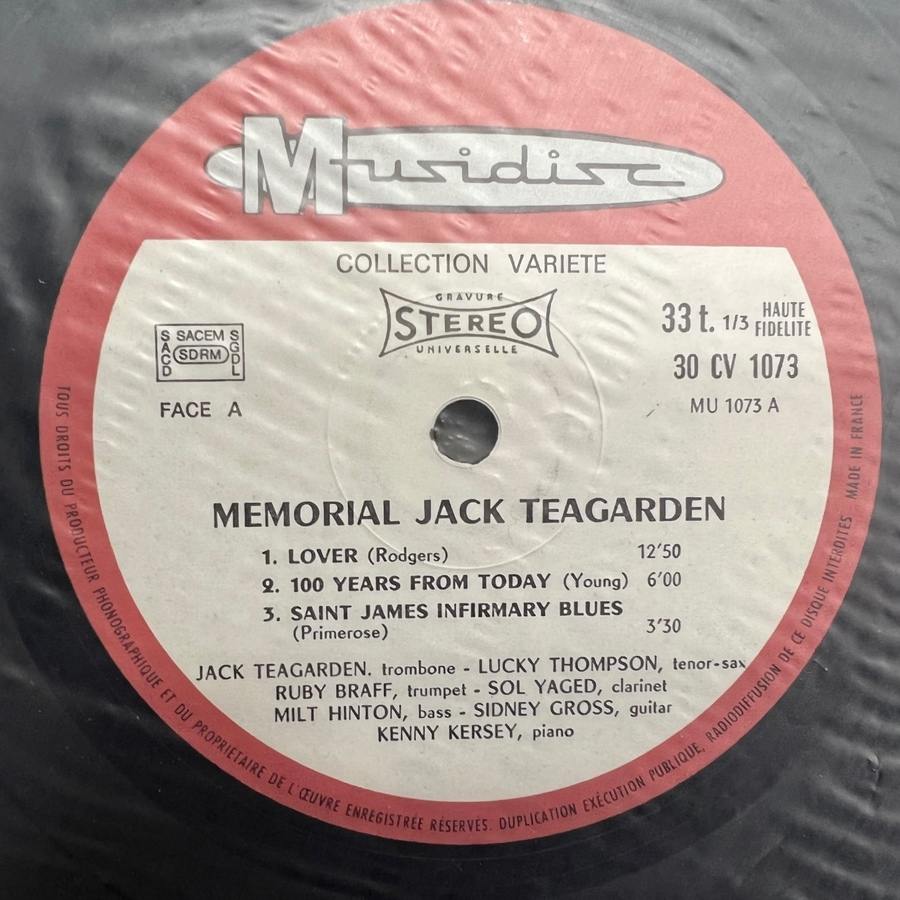 Musidisc
COLLECTION VARIETE
GRAVURE
STEREO
UNIVERSELLE
33 t. 1/3 HAUTE FIDELITE
30 CV 1073
MU 1073 A
SACEM
SACD
SDRM
SGDL
FACE A
MEMORIAL JACK TEAGARDEN
1. LOVER (Rodgers) 12'50
2. 100 YEARS FROM TODAY (Young) 6'00
3. SAINT JAMES INFIRMARY BLUES
(Primerose) 3'30
JACK TEAGARDEN. trombone - LUCKY THOMPSON, tenor-sax
RUBY BRAFF, trumpet - SOL YAGED, clarinet
MILT HINTON, bass - SIDNEY GROSS, guitar
KENNY KERSEY, piano
TOUS DROITS DU PRODUCTEUR PHONOGRAPHIQUE ET DU PROPRIETAIRE DE L'ŒUVRE ENREGISTRÉE RÉSERVÉS. DUPLICATION EXÉCUTION PUBLIQUE, RADIODIFFUSION DE CE DISQUE INTERDITES MADE IN FRANCE